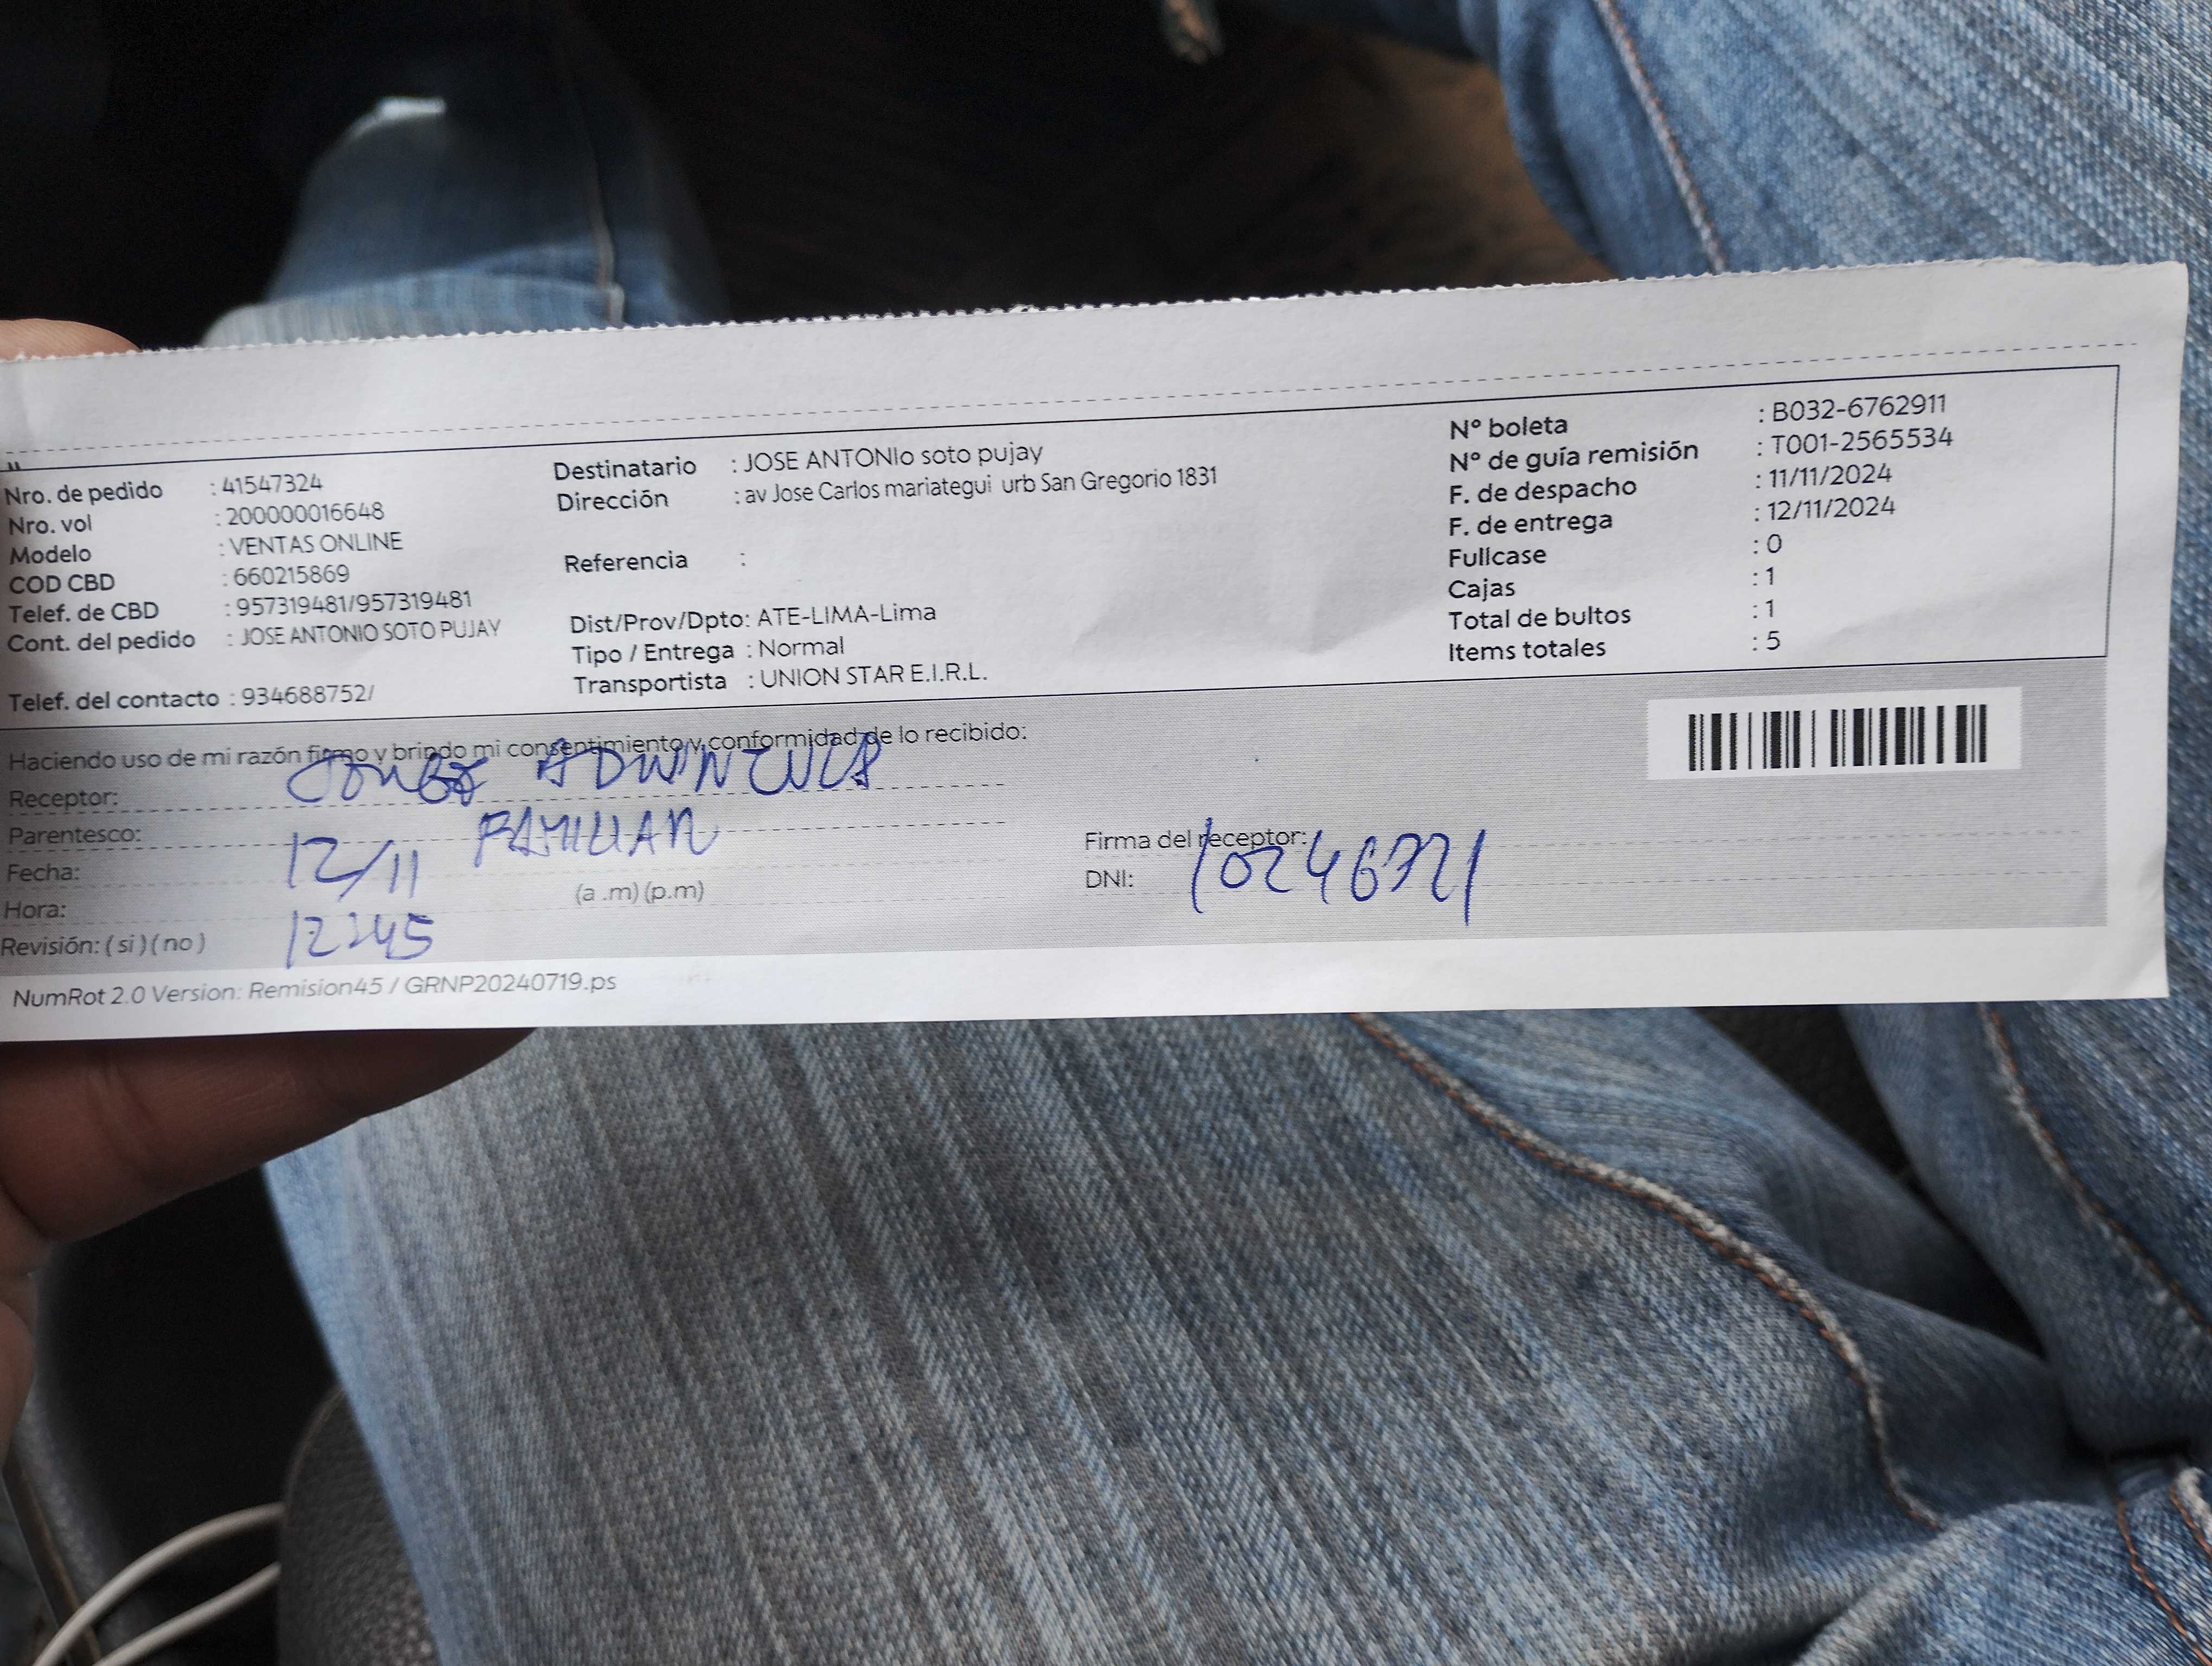 Nro. de pedido : 41547324
Nro. vol : 200000016648
Modelo : VENTAS ONLINE
COD CBD : 660215869
Telef. de CBD : 957319481/957319481
Cont. del pedido : JOSE ANTONIO SOTO PUJAY
Telef. del contacto : 934688752/
Destinatario : JOSE ANTONIo soto pujay
Dirección : av Jose Carlos mariategui urb San Gregorio 1831
Referencia :
Dist/Prov/Dpto: ATE-LIMA-Lima
Tipo / Entrega : Normal
Transportista : UNION STAR E.I.R.L.
Nº boleta : B032-6762911
Nº de guía remisión : T001-2565534
F. de despacho : 11/11/2024
F. de entrega : 12/11/2024
Fullcase : 0
Cajas : 1
Total de bultos : 1
Items totales : 5
Haciendo uso de mi razón firmo y brindo mi consentimiento y conformidad de lo recibido:
Receptor:
Parentesco: FAMILIAR
Fecha: 12/11
Hora: 12:45 (a .m) (p.m)
Revisión: ( si ) ( no )
Firma del receptor:
DNI:
NumRot 2.0 Version: Remision45 / GRNP20240719.ps